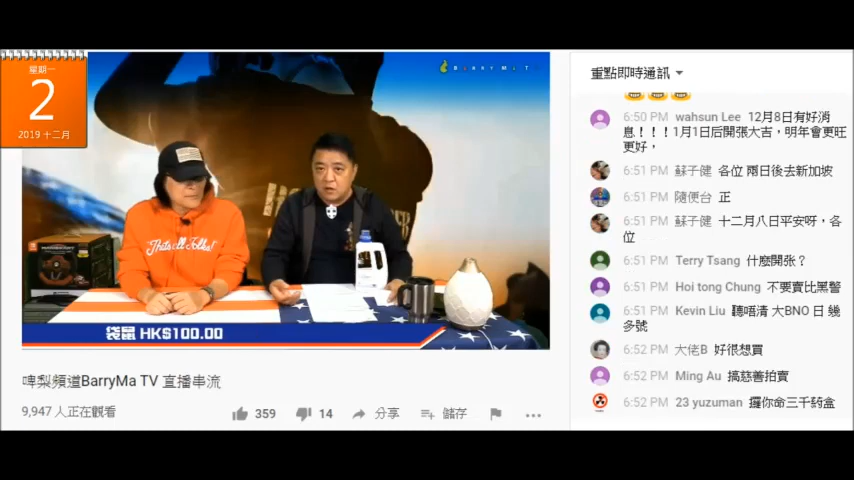 星期一
2
2019 十二月
BARRY MA T
That's all Folks!
袋鼠 HK$100.00
啤梨頻道BarryMa TV 直播串流
9,947 人正在觀看
359
14
分享
儲存
重點即時通訊
6:50 PM wahsun Lee 12月8日有好消
息！！！1月1日后開張大吉，明年會更旺
更好，
6:51 PM 蘇子健 各位 兩日後去新加坡
6:51 PM 隨便台 正
6:51 PM 蘇子健 十二月八日平安呀，各
位
6:51 PM Terry Tsang 什麼開张？
6:51 PM Hoi tong Chung 不要賣比黑警
6:51 PM Kevin Liu 聽唔清 大BNO 日 幾
多號
6:52 PM 大佬B 好很想買
6:52 PM Ming Au 搞慈善拍賣
6:52 PM 23 yuzuman 攞你命三千药盒